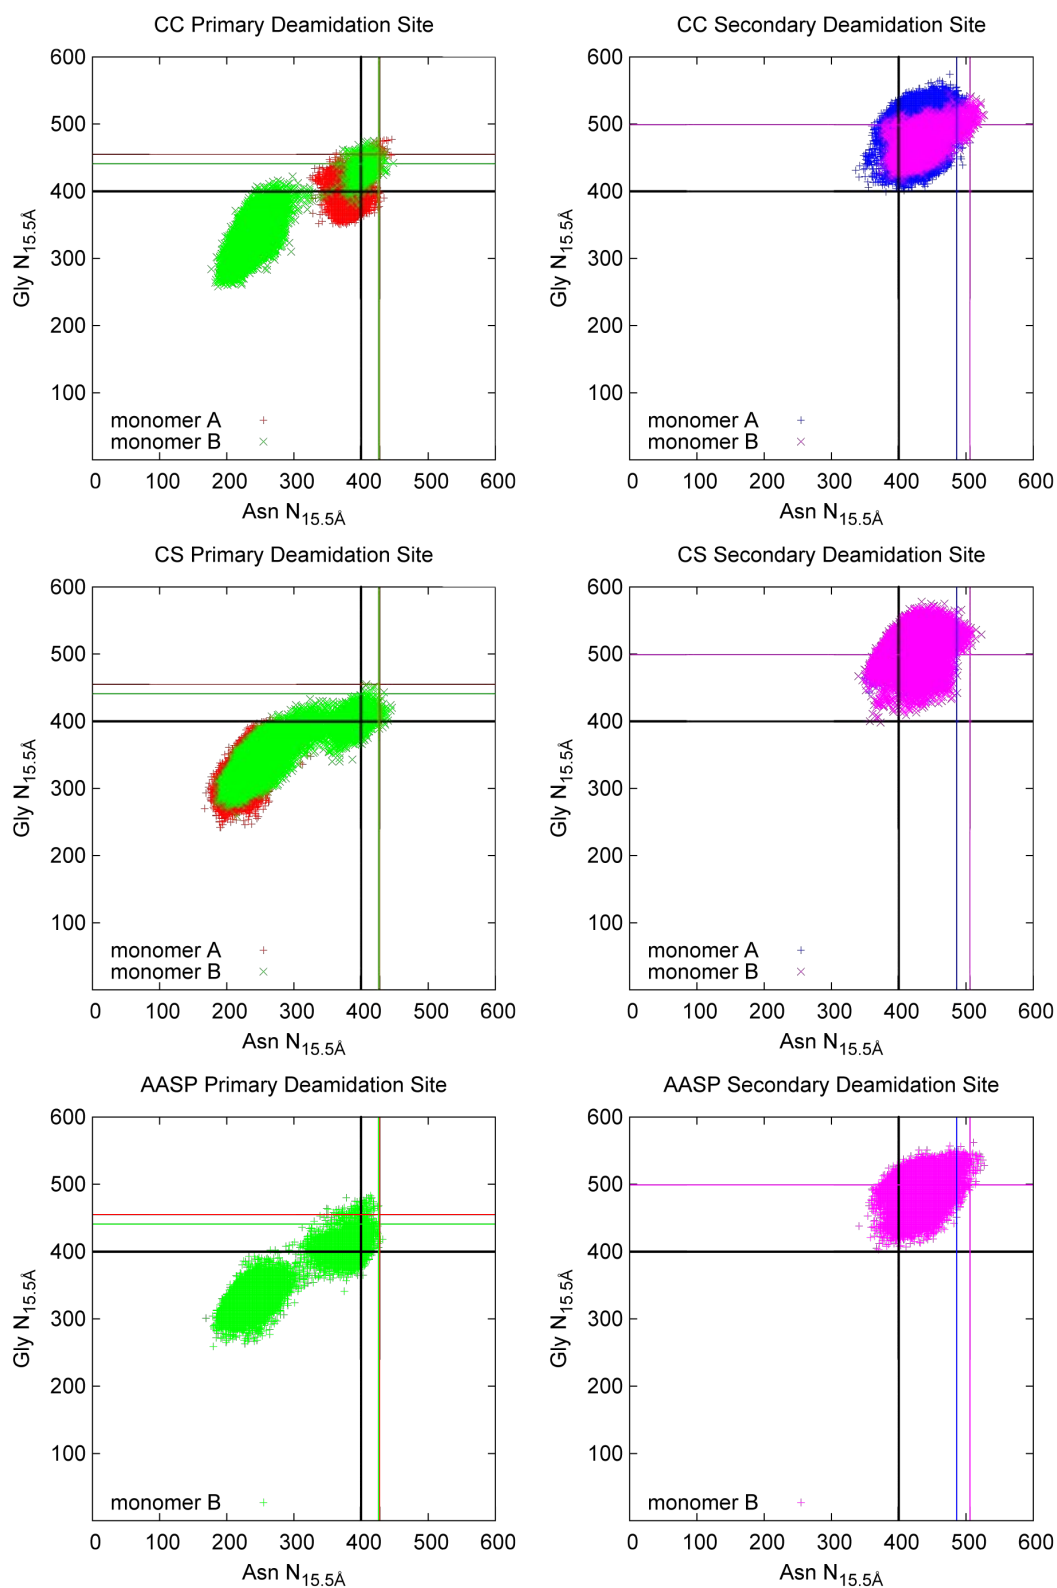 CC Primary Deamidation Site
600
500
400
300
200
100
Gly N15.5Å
monomer A
monomer B
0 100 200 300 400 500 600
Asn N15.5Å
CC Secondary Deamidation Site
600
500
400
300
200
100
Gly N15.5Å
monomer A
monomer B
0 100 200 300 400 500 600
Asn N15.5Å
CS Primary Deamidation Site
600
500
400
300
200
100
Gly N15.5Å
monomer A
monomer B
0 100 200 300 400 500 600
Asn N15.5Å
CS Secondary Deamidation Site
600
500
400
300
200
100
Gly N15.5Å
monomer A
monomer B
0 100 200 300 400 500 600
Asn N15.5Å
AASP Primary Deamidation Site
600
500
400
300
200
100
Gly N15.5Å
monomer B
0 100 200 300 400 500 600
Asn N15.5Å
AASP Secondary Deamidation Site
600
500
400
300
200
100
Gly N15.5Å
monomer B
0 100 200 300 400 500 600
Asn N15.5Å